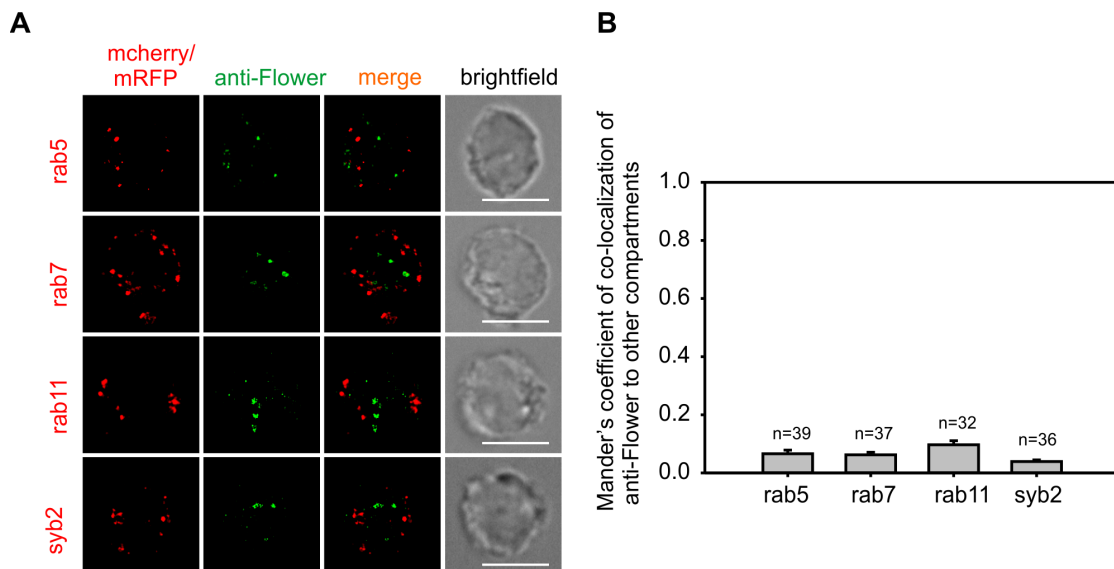 A
mcherry/
mRFP
anti-Flower
merge
brightfield
rab5
rab7
rab11
syb2
B
Mander's coefficient of co-localization of
anti-Flower to other compartments
1.0
0.8
0.6
0.4
0.2
0.0
n=39
n=37
n=32
n=36
rab5
rab7
rab11
syb2